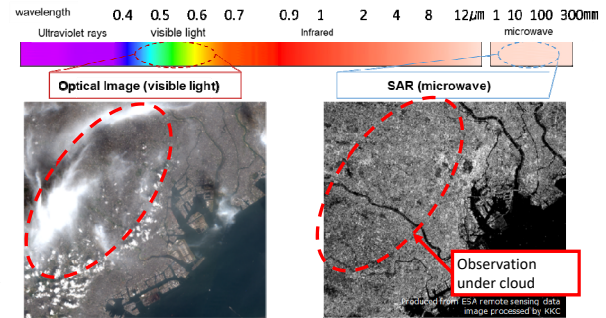 wavelength 0.4 0.5 0.6 0.7 0.9 1 2 4 8 12μm 1 10 100 300mm
Ultraviolet rays visible light Infrared microwave
Optical Image (visible light) SAR (microwave)
Observation
under cloud
Produced from ESA remote sensing data
image processed by KKC